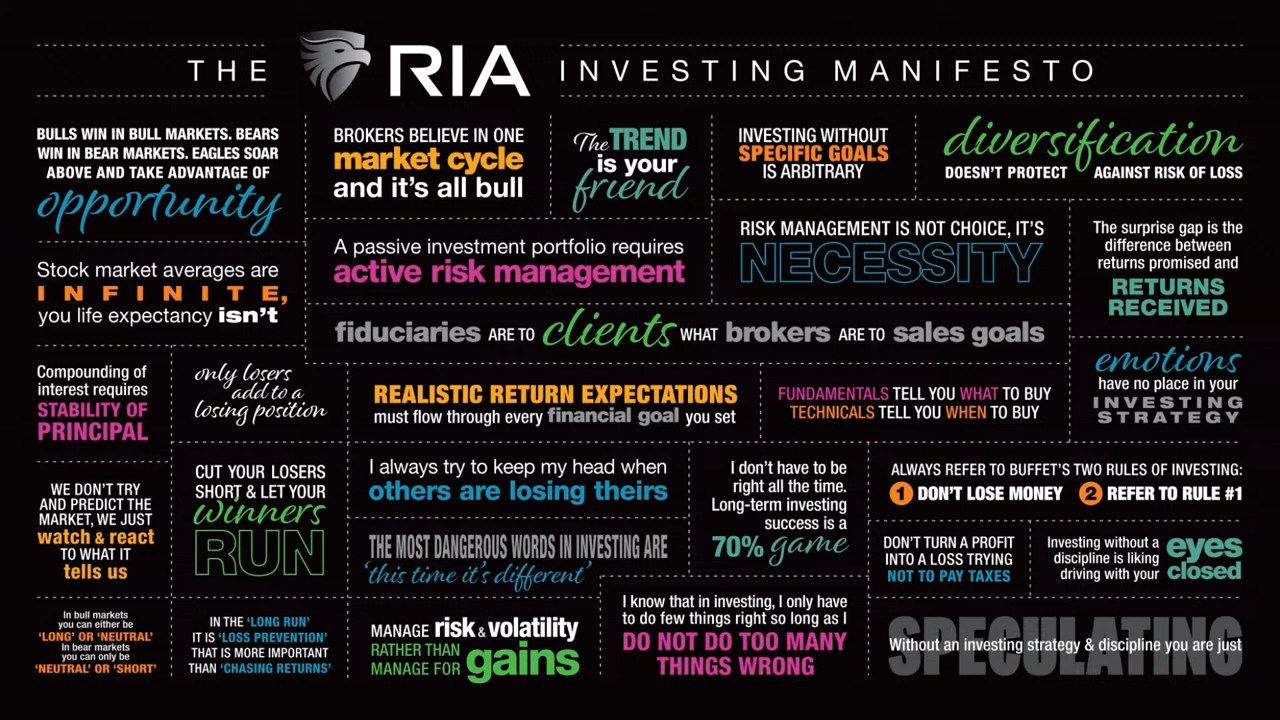 THE RIA INVESTING MANIFESTO
BULLS WIN IN BULL MARKETS. BEARS
WIN IN BEAR MARKETS. EAGLES SOAR
ABOVE AND TAKE ADVANTAGE OF
opportunity
BROKERS BELIEVE IN ONE
market cycle
and it's all bull
The TREND
is your
friend
INVESTING WITHOUT
SPECIFIC GOALS
IS ARBITRARY
diversification
DOESN'T PROTECT AGAINST RISK OF LOSS
Stock market averages are
INFINITE,
you life expectancy isn't
A passive investment portfolio requires
active risk management
RISK MANAGEMENT IS NOT CHOICE, IT'S
NECESSITY
The surprise gap is the
difference between
returns promised and
RETURNS
RECEIVED
fiduciaries ARE TO clients WHAT brokers ARE TO sales goals
Compounding of
interest requires
STABILITY OF
PRINCIPAL
only losers
add to a
losing position
REALISTIC RETURN EXPECTATIONS
must flow through every financial goal you set
FUNDAMENTALS TELL YOU WHAT TO BUY
TECHNICALS TELL YOU WHEN TO BUY
emotions
have no place in your
INVESTING
STRATEGY
WE DON'T TRY
AND PREDICT THE
MARKET, WE JUST
watch & react
TO WHAT IT
tells us
CUT YOUR LOSERS
SHORT & LET YOUR
winners
RUN
I always try to keep my head when
others are losing theirs
I don't have to be
right all the time.
Long-term investing
success is a
70% game
ALWAYS REFER TO BUFFET'S TWO RULES OF INVESTING:
1 DON'T LOSE MONEY 2 REFER TO RULE #1
THE MOST DANGEROUS WORDS IN INVESTING ARE
'this time it's different'
DON'T TURN A PROFIT
INTO A LOSS TRYING
NOT TO PAY TAXES
Investing without a
discipline is liking
driving with your
eyes
closed
In bull markets
you can either be
'LONG' OR 'NEUTRAL'
In bear markets
you can only be
'NEUTRAL' OR 'SHORT'
IN THE 'LONG RUN'
IT IS 'LOSS PREVENTION'
THAT IS MORE IMPORTANT
THAN 'CHASING RETURNS'
MANAGE risk & volatility
RATHER THAN
MANAGE FOR gains
I know that in investing, I only have
to do few things right so long as I
DO NOT DO TOO MANY
THINGS WRONG
Without an investing strategy & discipline you are just
SPECULATING